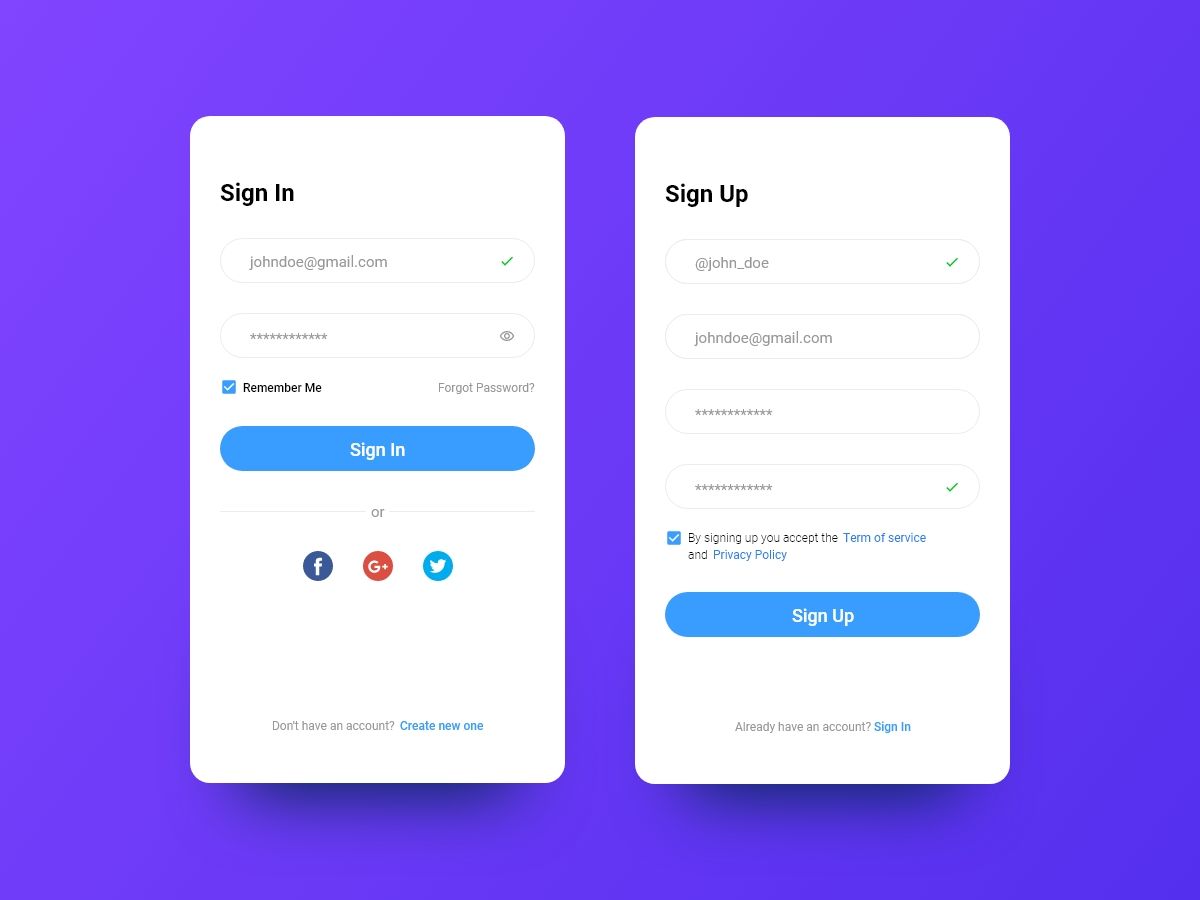 Sign In
johndoe@gmail.com
************
Remember Me
Forgot Password?
Sign In
or
f
G+
Don't have an account? Create new one
Sign Up
@john_doe
johndoe@gmail.com
************
************
By signing up you accept the Term of service
and Privacy Policy
Sign Up
Already have an account? Sign In